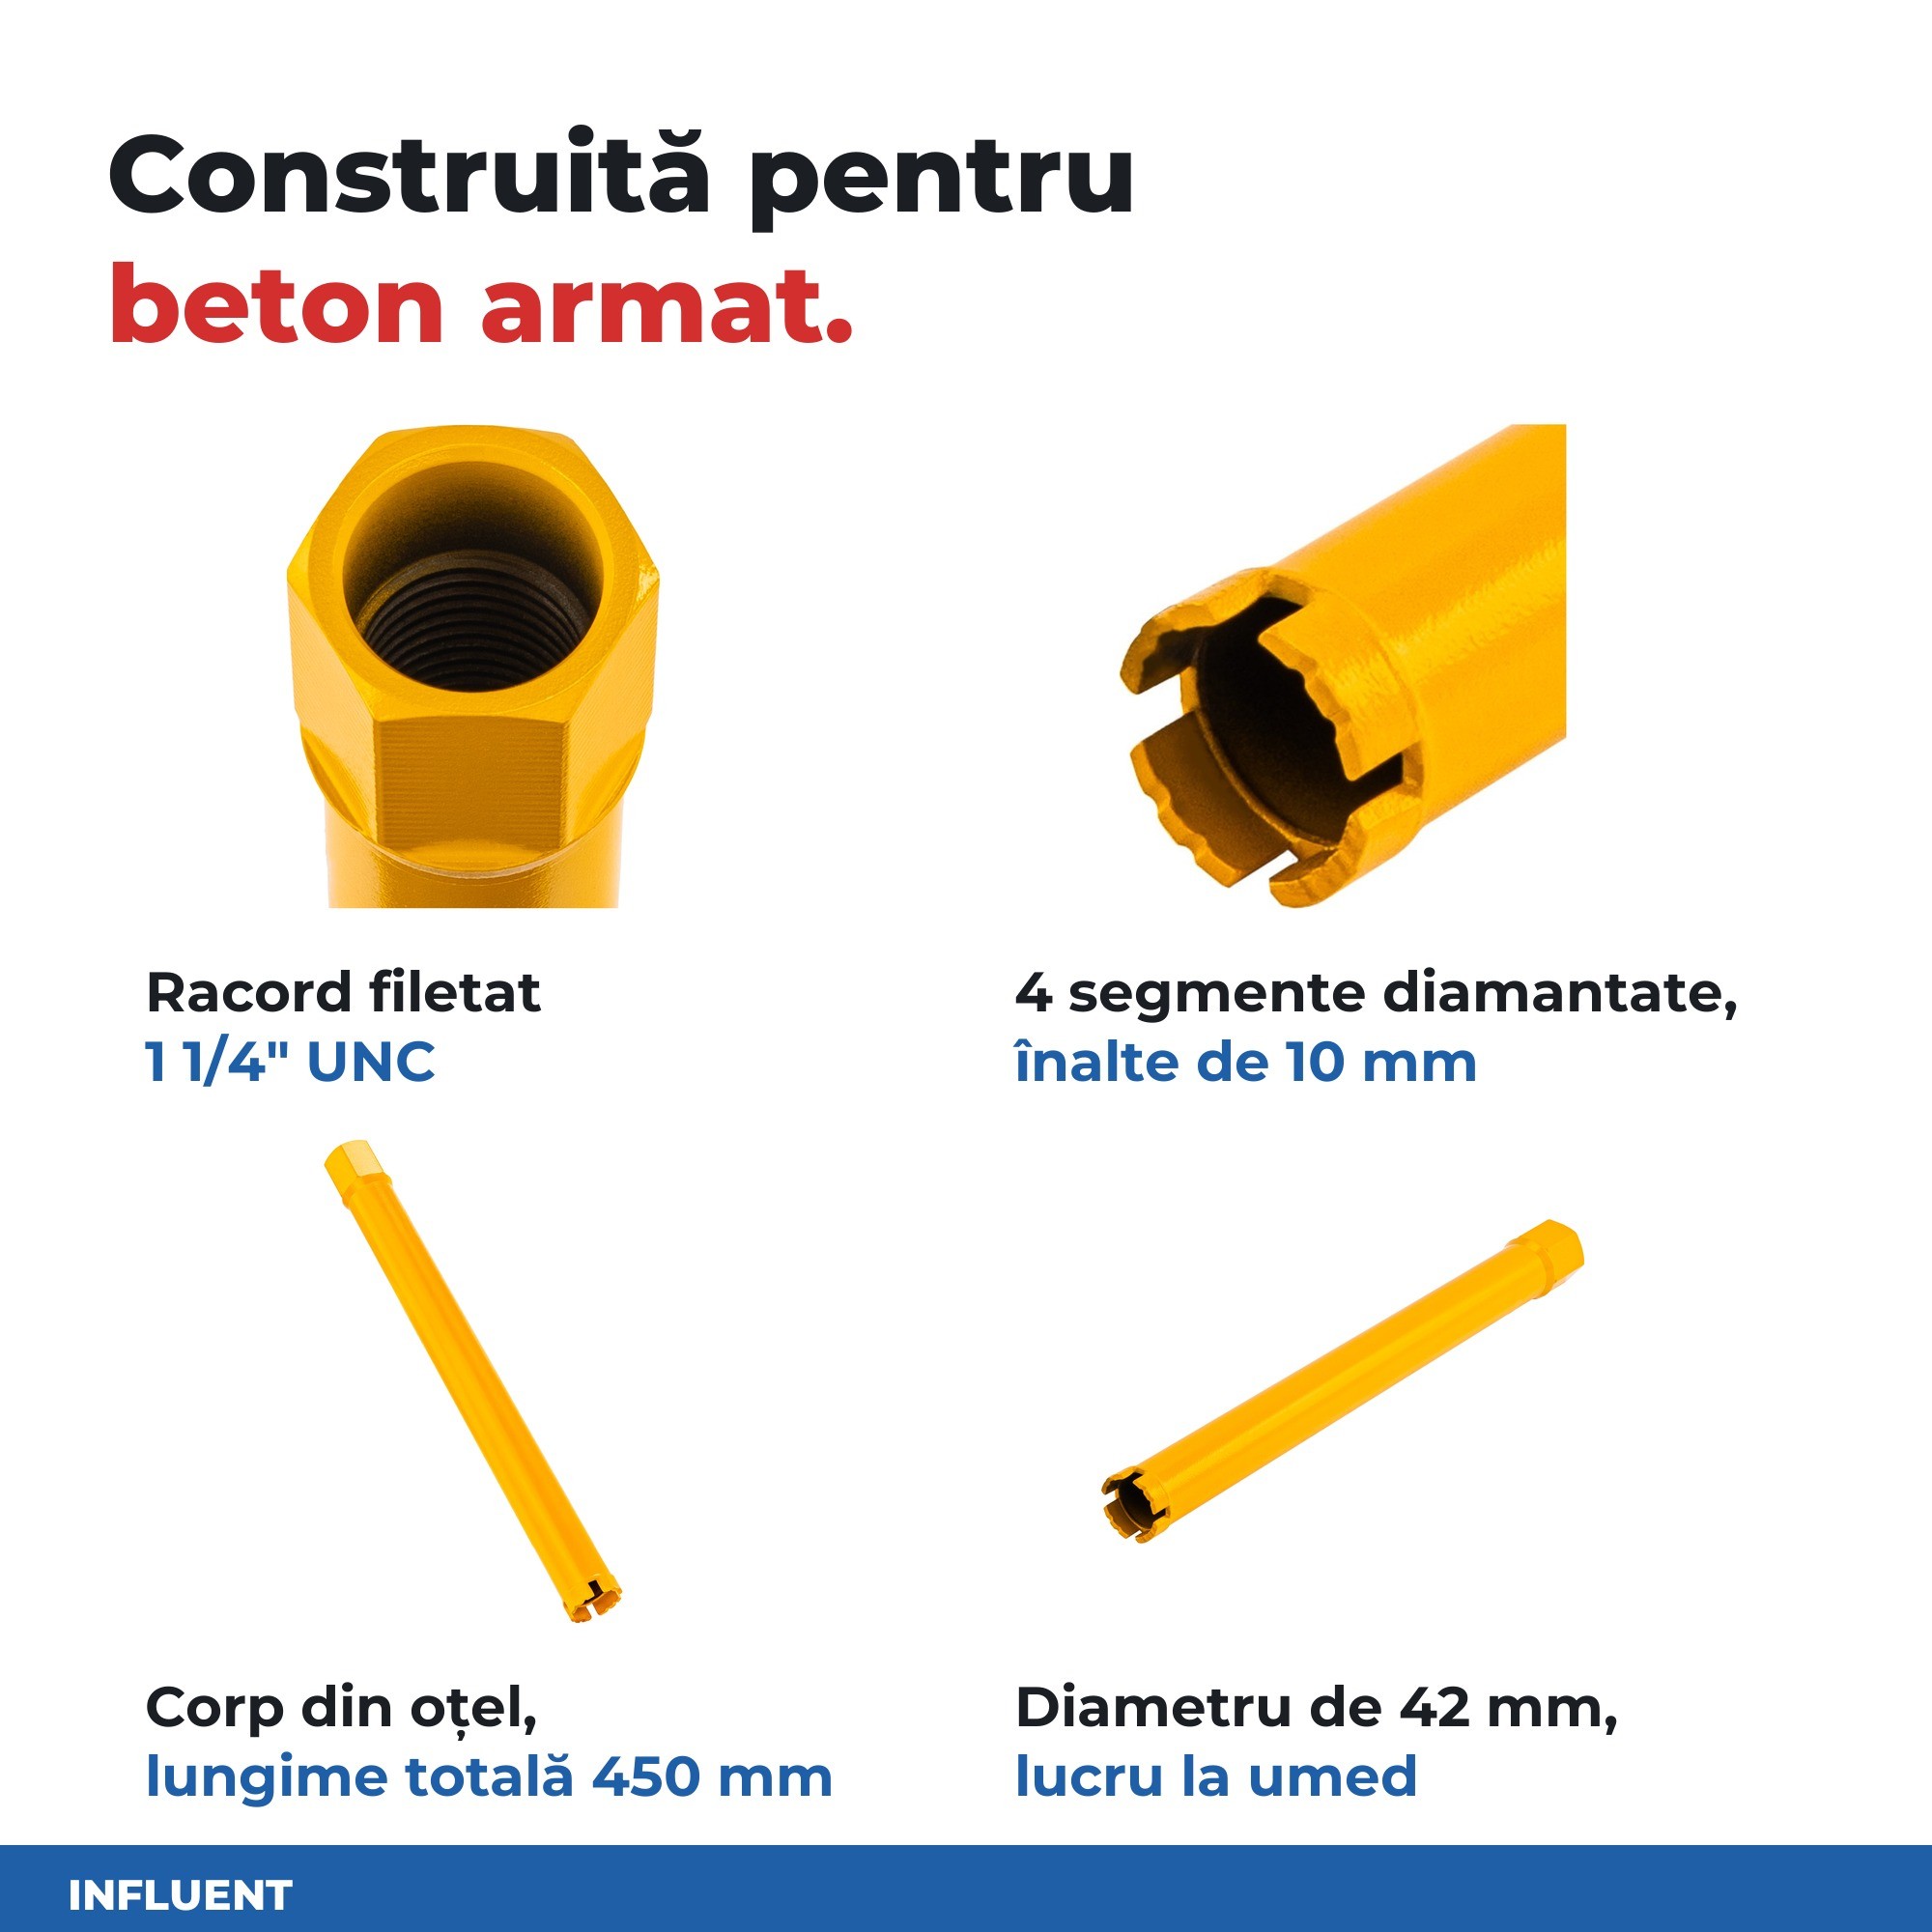 Construită pentru
beton armat.
Racord filetat
1 1/4" UNC
4 segmente diamantate,
înalte de 10 mm
Corp din oțel,
lungime totală 450 mm
Diametru de 42 mm,
lucru la umed
INFLUENT